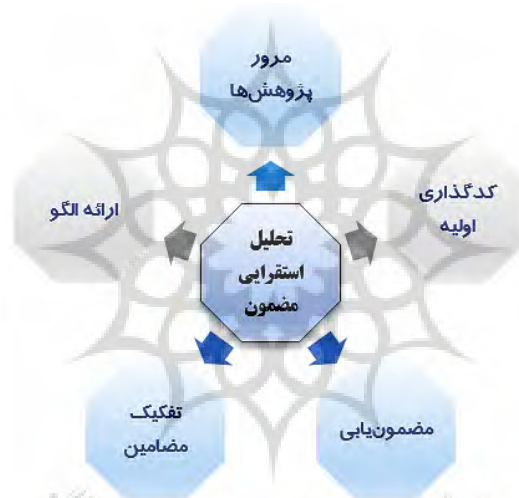 مرور
پژوهش‌ها
کدگذاری
اولیه
ارائه الگو
تحلیل
استقرایی
مضمون
تفکیک
مضامین
مضمون‌یابی